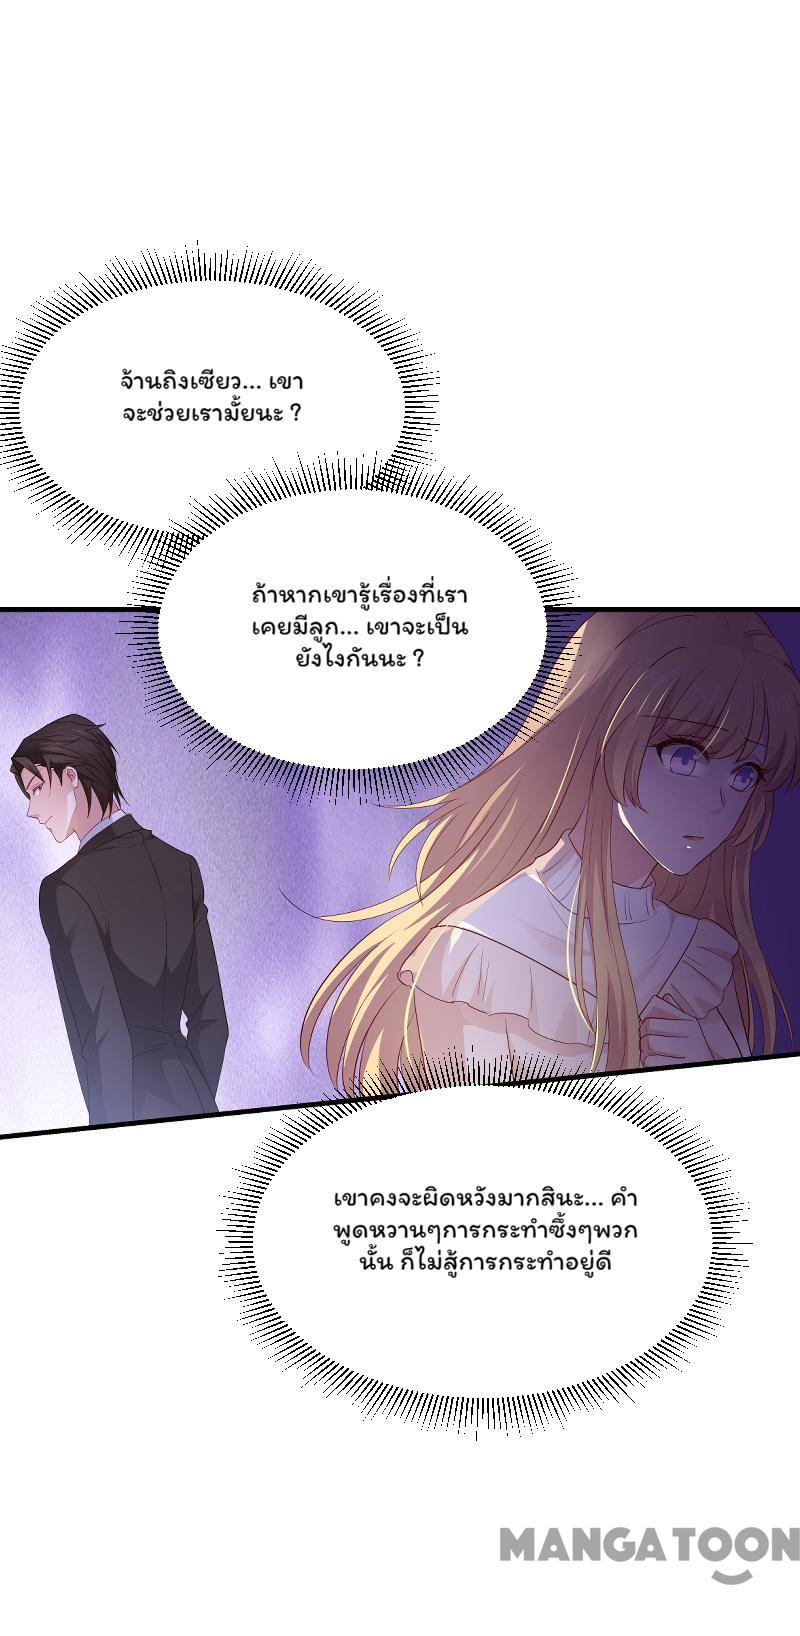 จ้านถิงเซียว... เขา
จะช่วยเรามั้ยนะ ?
ถ้าหากเขารู้เรื่องที่เรา
เคยมีลูก... เขาจะเป็น
ยังไงกันนะ ?
เขาคงจะผิดหวังมากสินะ... คำ
พูดหวานๆการกระทำซึ้งๆพวก
นั้น ก็ไม่สู้การกระทำอยู่ดี
MANGATOON